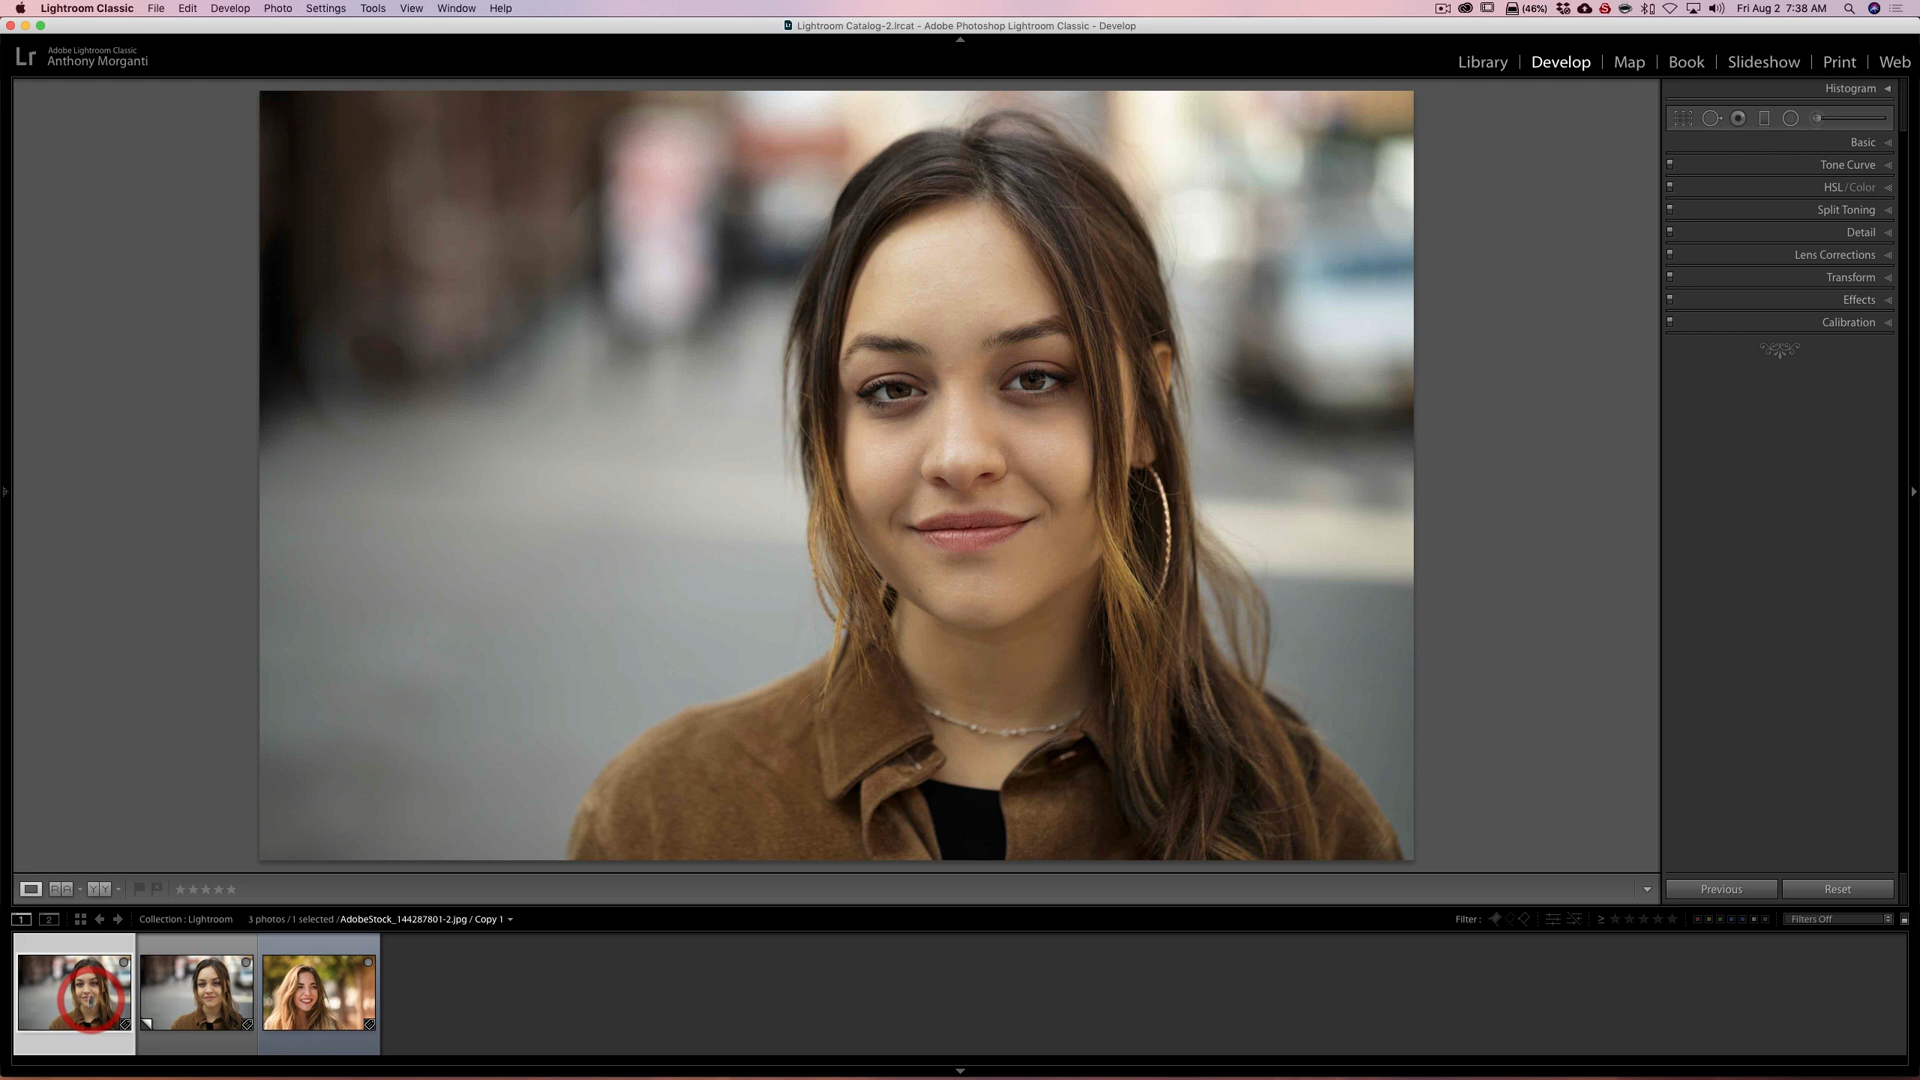 Lightroom Classic File Edit Develop Photo Settings Tools View Window Help (46%) Fri Aug 2 7:38 AM
Lightroom Catalog-2.lrcat - Adobe Photoshop Lightroom Classic - Develop
Lr Adobe Lightroom Classic
Anthony Morganti
Library | Develop | Map | Book | Slideshow | Print | Web
Histogram
Basic
Tone Curve
HSL / Color
Split Toning
Detail
Lens Corrections
Transform
Effects
Calibration
R A Y Y Previous Reset
1 2 Collection : Lightroom 3 photos / 1 selected / AdobeStock_144287801-2.jpg / Copy 1 Filter : ≥ Filters Off